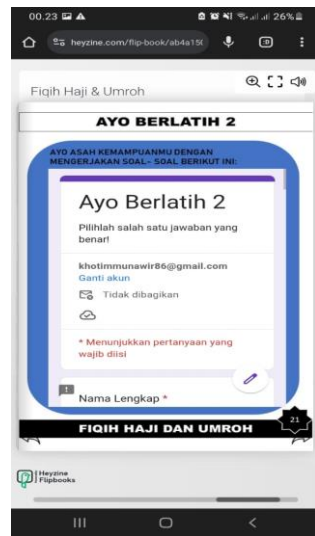 00.23
26%
heyzine.com/flip-book/ab4a15
Fiqih Haji & Umroh
AYO BERLATIH 2
AYO ASAH KEMAMPUANMU DENGAN
MENGERJAKAN SOAL- SOAL BERIKUT INI:
Ayo Berlatih 2
Pilihlah salah satu jawaban yang
benar!
khotimmunawir86@gmail.com
Ganti akun
Tidak dibagikan
* Menunjukkan pertanyaan yang
wajib diisi
Nama Lengkap *
21
FIQIH HAJI DAN UMROH
Heyzine
Flipbooks